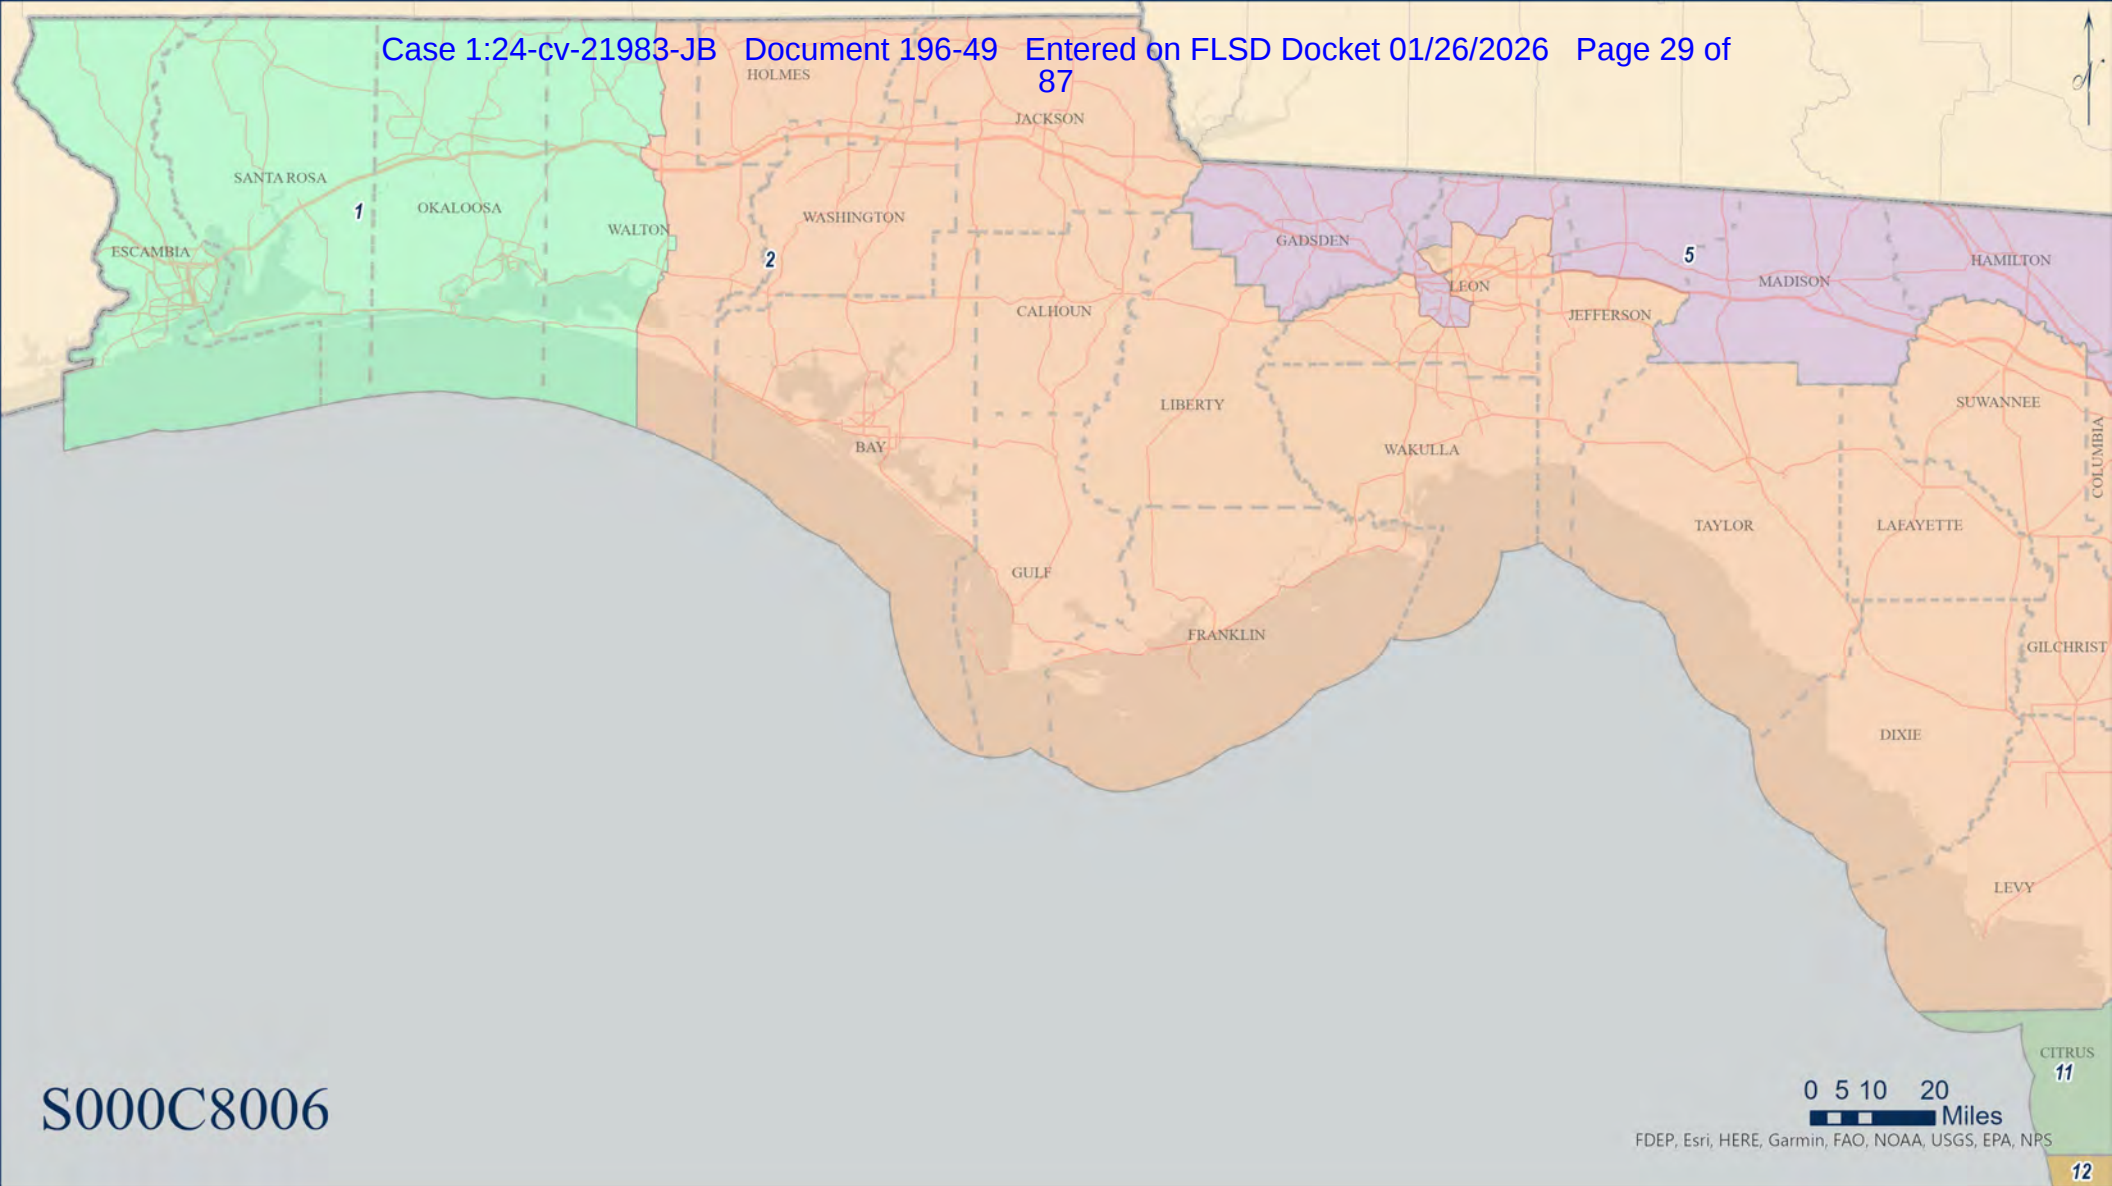 Case 1:24-cv-21983-JB Document 196-49 Entered on FLSD Docket 01/26/2026 Page 29 of
87
N
HOLMES
JACKSON
SANTA ROSA
1
OKALOOSA
WALTON
WASHINGTON
ESCAMBIA
2
GADSDEN
5
HAMILTON
MADISON
LEON
CALHOUN
JEFFERSON
LIBERTY
SUWANNEE
BAY
WAKULLA
COLUMBIA
TAYLOR
LAFAYETTE
GULF
FRANKLIN
GILCHRIST
DIXIE
LEVY
CITRUS
11
S000C8006
0 5 10 20
Miles
FDEP, Esri, HERE, Garmin, FAO, NOAA, USGS, EPA, NPS
12